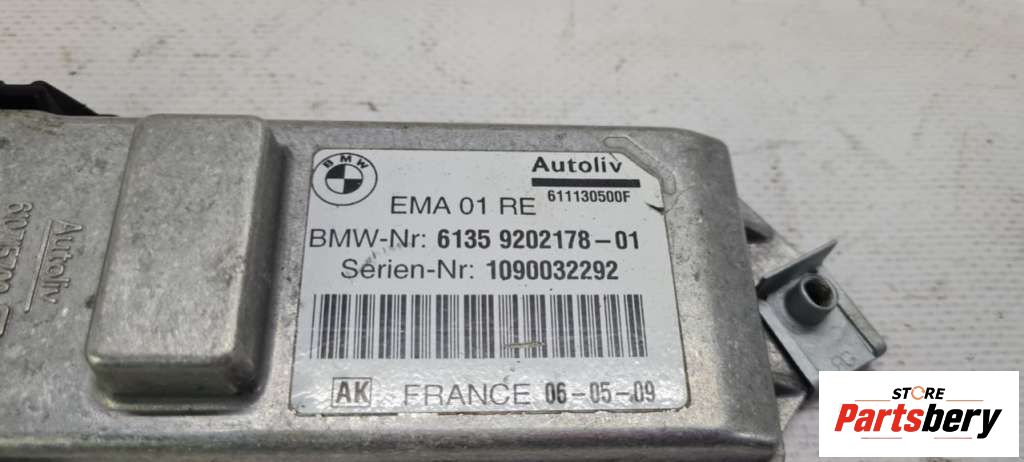 BMW
Autoliv
611130500F
EMA 01 RE
BMW-Nr: 6135 9202178-01
Serien-Nr: 1090032292
AK FRANCE 06-05-09
Autoliv
STORE
Partsbery